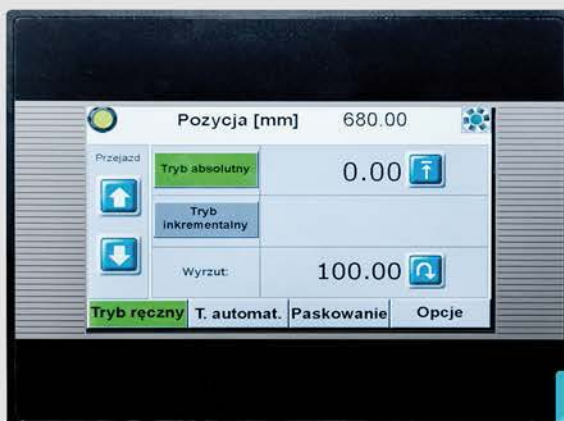 Pozycja [mm] 680.00
Przejazd
Tryb absolutny 0.00
Tryb
inkrementalny
Wyrzut: 100.00
Tryb ręczny T. automat. Paskowanie Opcje